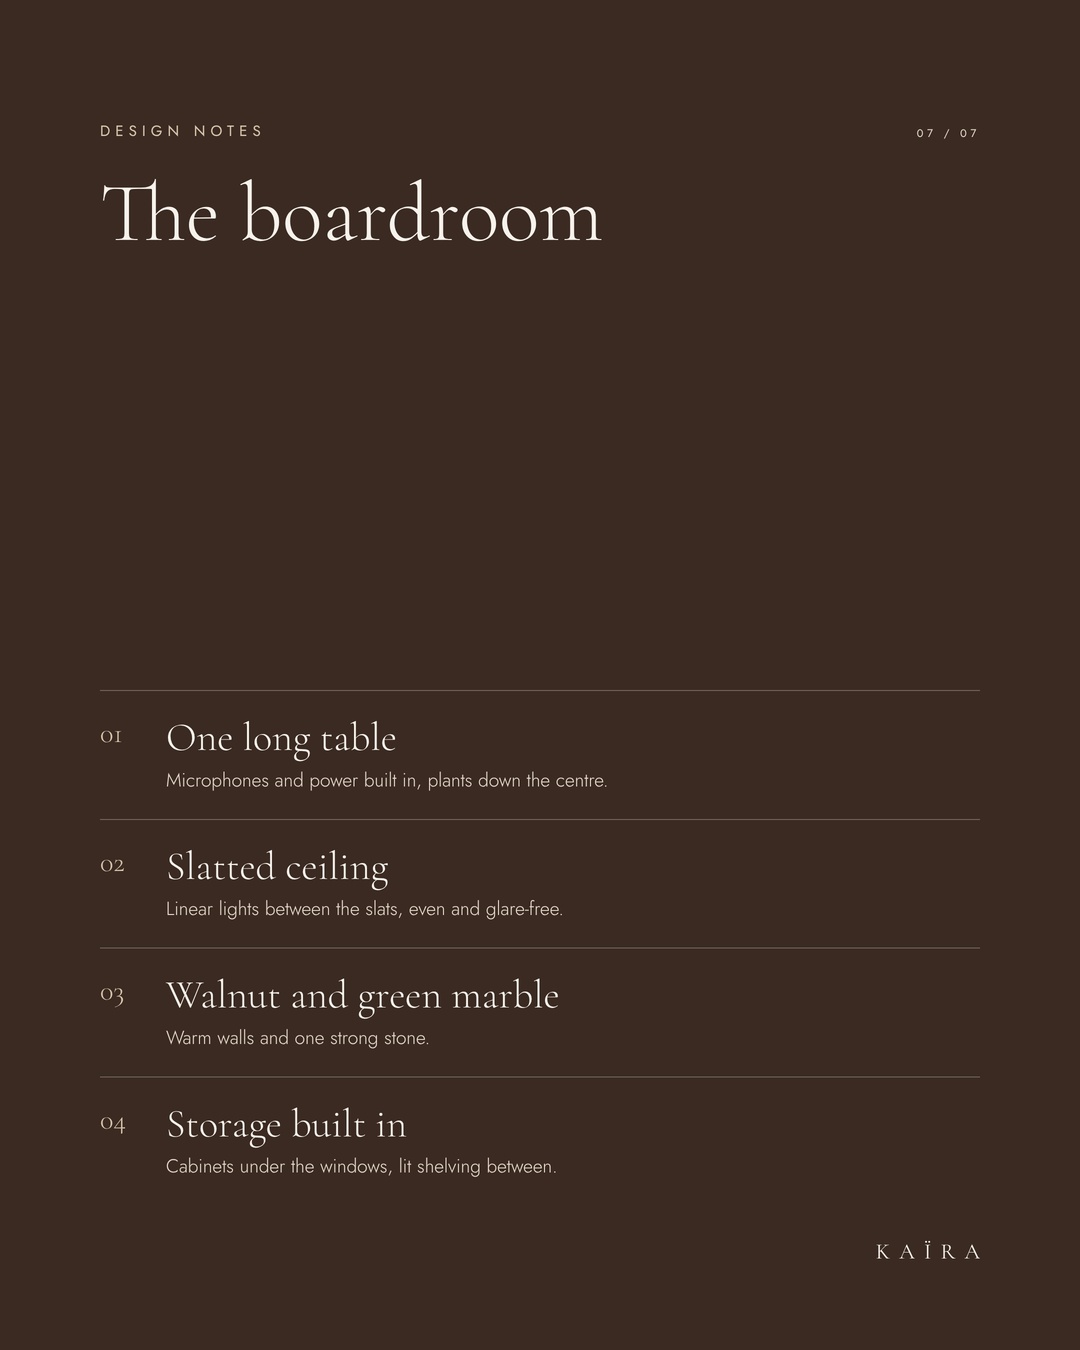 DESIGN NOTES
07 / 07
The boardroom
01 One long table
Microphones and power built in, plants down the centre.
02 Slatted ceiling
Linear lights between the slats, even and glare-free.
03 Walnut and green marble
Warm walls and one strong stone.
04 Storage built in
Cabinets under the windows, lit shelving between.
KAÏRA